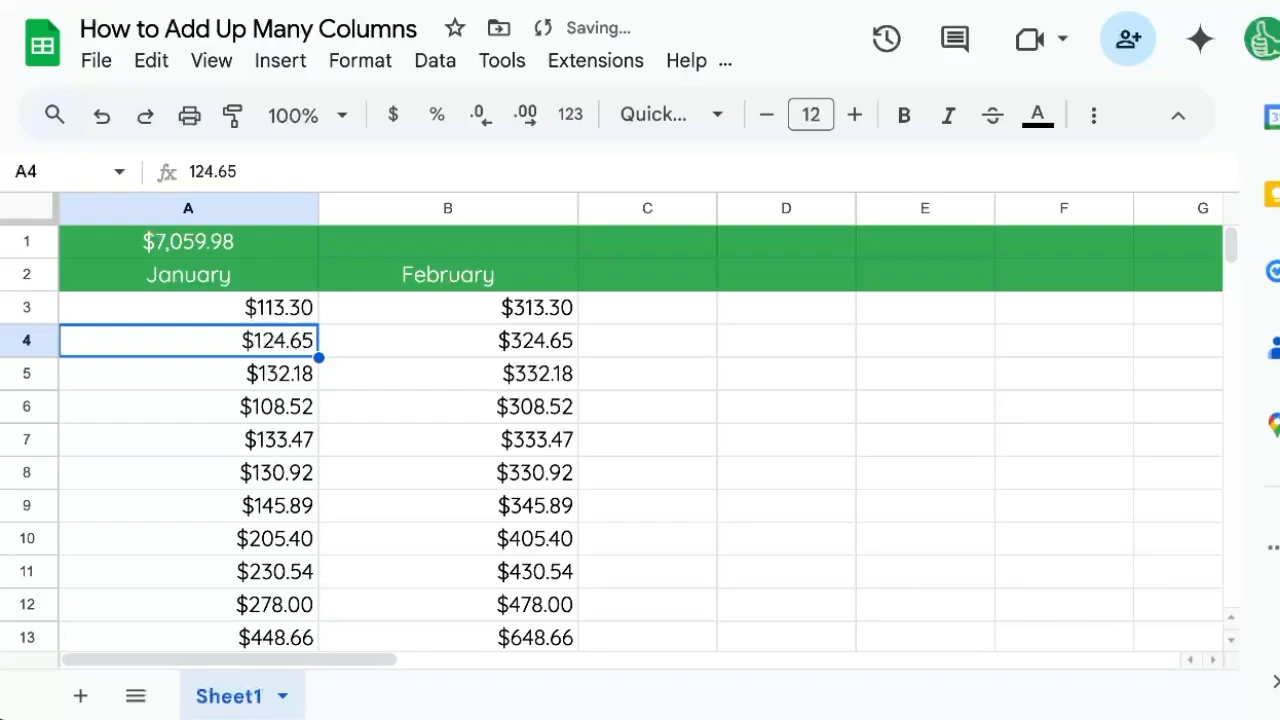 How to Add Up Many Columns Saving...
File Edit View Insert Format Data Tools Extensions Help ...
100% $ % .0 .00 123 Quick... − 12 + B I S A
A4 fx 124.65
A B C D E F G
1 $7,059.98
2 January February
3 $113.30 $313.30
4 $124.65 $324.65
5 $132.18 $332.18
6 $108.52 $308.52
7 $133.47 $333.47
8 $130.92 $330.92
9 $145.89 $345.89
10 $205.40 $405.40
11 $230.54 $430.54
12 $278.00 $478.00
13 $448.66 $648.66
+ Sheet1